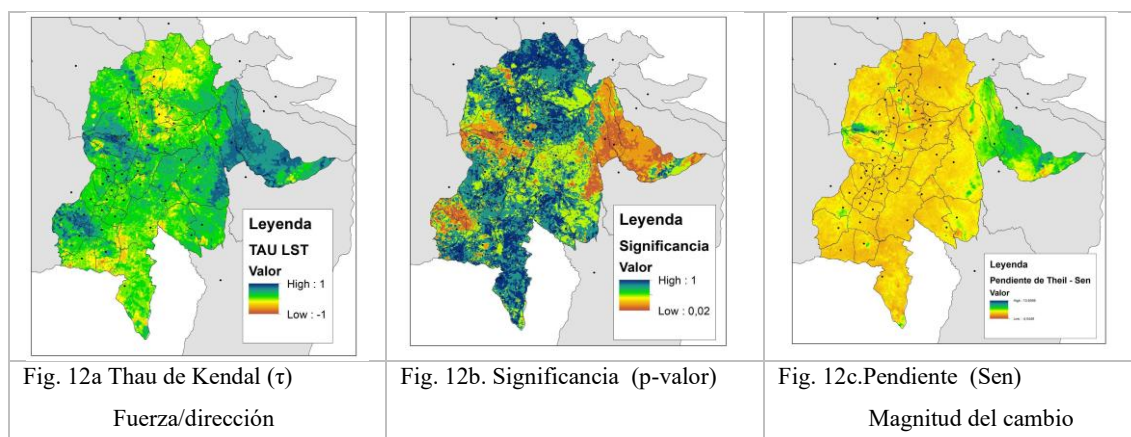 Leyenda
TAU LST
Valor
High : 1
Low : -1
Leyenda
Significancia
Valor
High : 1
Low : 0,02
Leyenda
Pendiente de Theil - Sen
Valor
Fig. 12a Thau de Kendal (τ)
Fuerza/dirección
Fig. 12b. Significancia (p-valor)
Fig. 12c.Pendiente (Sen)
Magnitud del cambio